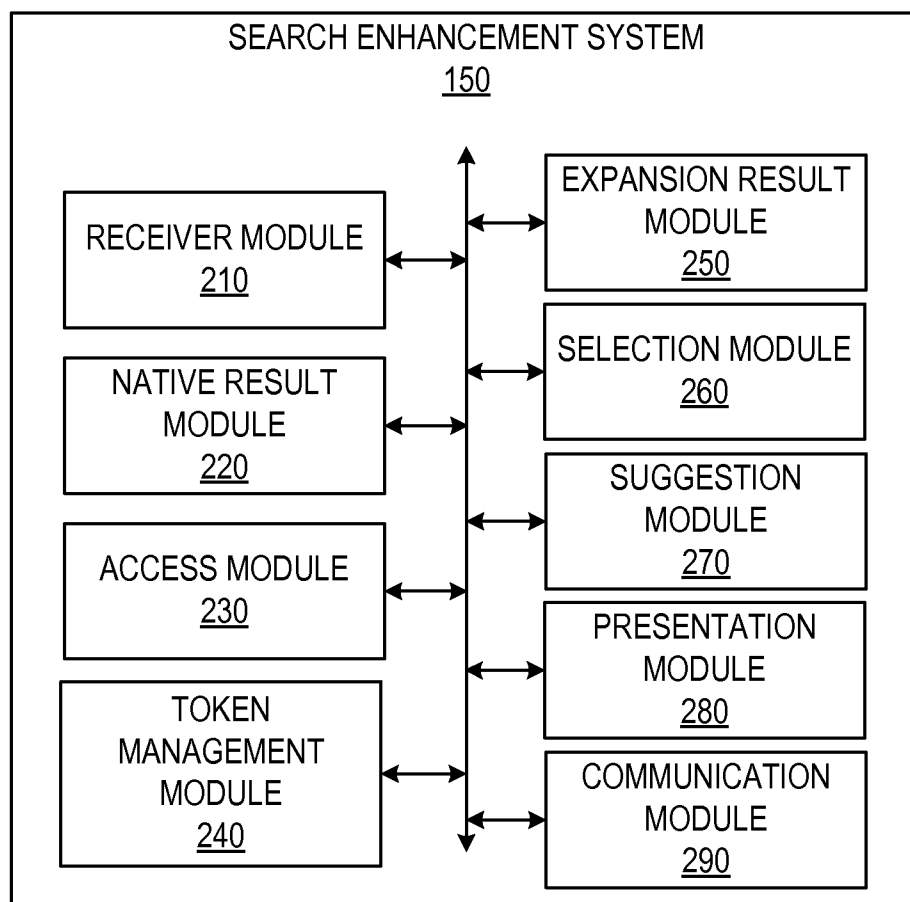 SEARCH ENHANCEMENT SYSTEM
150
RECEIVER MODULE
210
NATIVE RESULT
MODULE
220
ACCESS MODULE
230
TOKEN
MANAGEMENT
MODULE
240
EXPANSION RESULT
MODULE
250
SELECTION MODULE
260
SUGGESTION
MODULE
270
PRESENTATION
MODULE
280
COMMUNICATION
MODULE
290